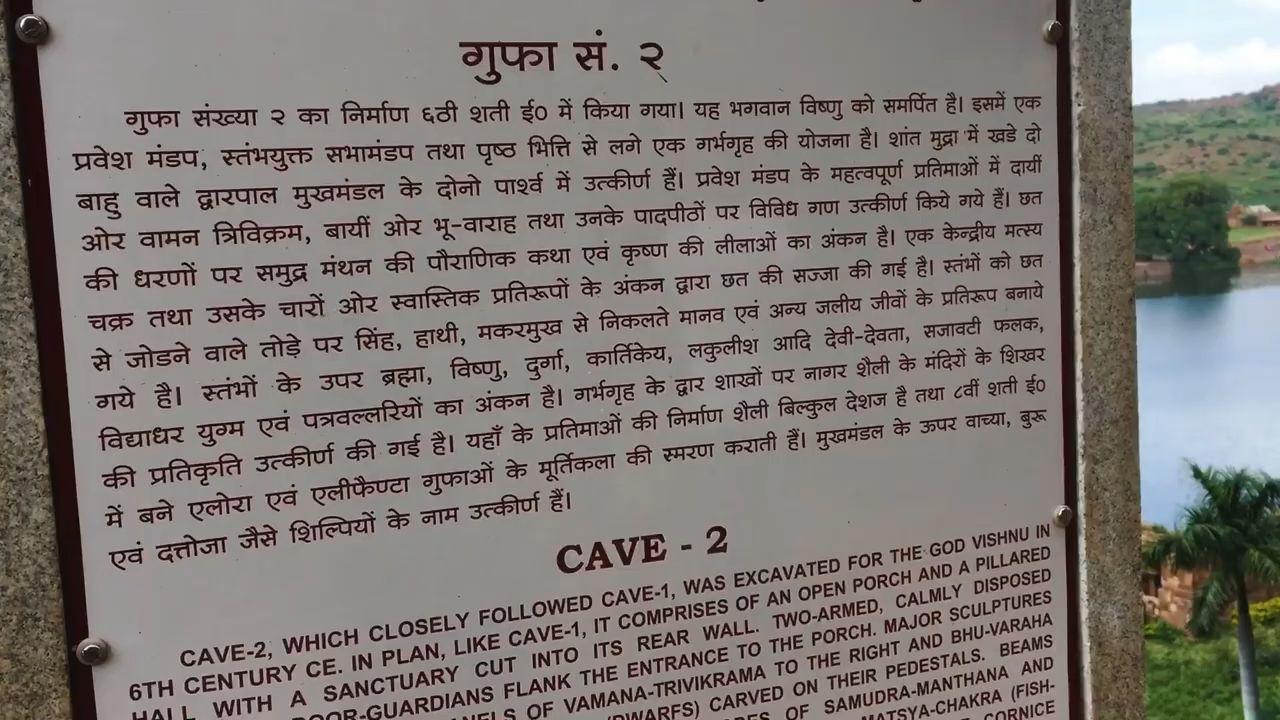 गुफा सं. २
गुफा संख्या २ का निर्माण ६ठी शती ई० में किया गया। यह भगवान विष्णु को समर्पित है। इसमें एक
प्रवेश मंडप, स्तंभयुक्त सभामंडप तथा पृष्ठ भित्ति से लगे एक गर्भगृह की योजना है। शांत मुद्रा में खडे दो
बाहु वाले द्वारपाल मुखमंडल के दोनो पार्श्व में उत्कीर्ण हैं। प्रवेश मंडप के महत्वपूर्ण प्रतिमाओं में दायीं
ओर वामन त्रिविक्रम, बायीं ओर भू-वाराह तथा उनके पादपीठों पर विविध गण उत्कीर्ण किये गये हैं। छत
की धरणों पर समुद्र मंथन की पौराणिक कथा एवं कृष्ण की लीलाओं का अंकन है। एक केन्द्रीय मत्स्य
चक्र तथा उसके चारों ओर स्वास्तिक प्रतिरूपों के अंकन द्वारा छत की सज्जा की गई है। स्तंभों को छत
से जोडने वाले तोड़े पर सिंह, हाथी, मकरमुख से निकलते मानव एवं अन्य जलीय जीवों के प्रतिरूप बनाये
गये है। स्तंभों के उपर ब्रह्मा, विष्णु, दुर्गा, कार्तिकेय, लकुलीश आदि देवी-देवता, सजावटी फलक,
विद्याधर युग्म एवं पत्रवल्लरियों का अंकन है। गर्भगृह के द्वार शाखों पर नागर शैली के मंदिरों के शिखर
की प्रतिकृति उत्कीर्ण की गई है। यहाँ के प्रतिमाओं की निर्माण शैली बिल्कुल देशज है तथा ८वीं शती ई०
में बने एलोरा एवं एलीफैण्टा गुफाओं के मूर्तिकला की स्मरण कराती हैं। मुखमंडल के ऊपर वाच्या, बुरू
एवं दत्तोजा जैसे शिल्पियों के नाम उत्कीर्ण हैं।
CAVE - 2
CAVE-2, WHICH CLOSELY FOLLOWED CAVE-1, WAS EXCAVATED FOR THE GOD VISHNU IN
6TH CENTURY CE. IN PLAN, LIKE CAVE-1, IT COMPRISES OF AN OPEN PORCH AND A PILLARED
HALL WITH A SANCTUARY CUT INTO ITS REAR WALL. TWO-ARMED, CALMLY DISPOSED
DOOR-GUARDIANS FLANK THE ENTRANCE TO THE PORCH. MAJOR SCULPTURES
OF VAMANA-TRIVIKRAMA TO THE RIGHT AND BHU-VARAHA
(DWARFS) CARVED ON THEIR PEDESTALS. BEAMS
OF SAMUDRA-MANTHANA AND
MATSYA-CHAKRA (FISH-
CORNICE